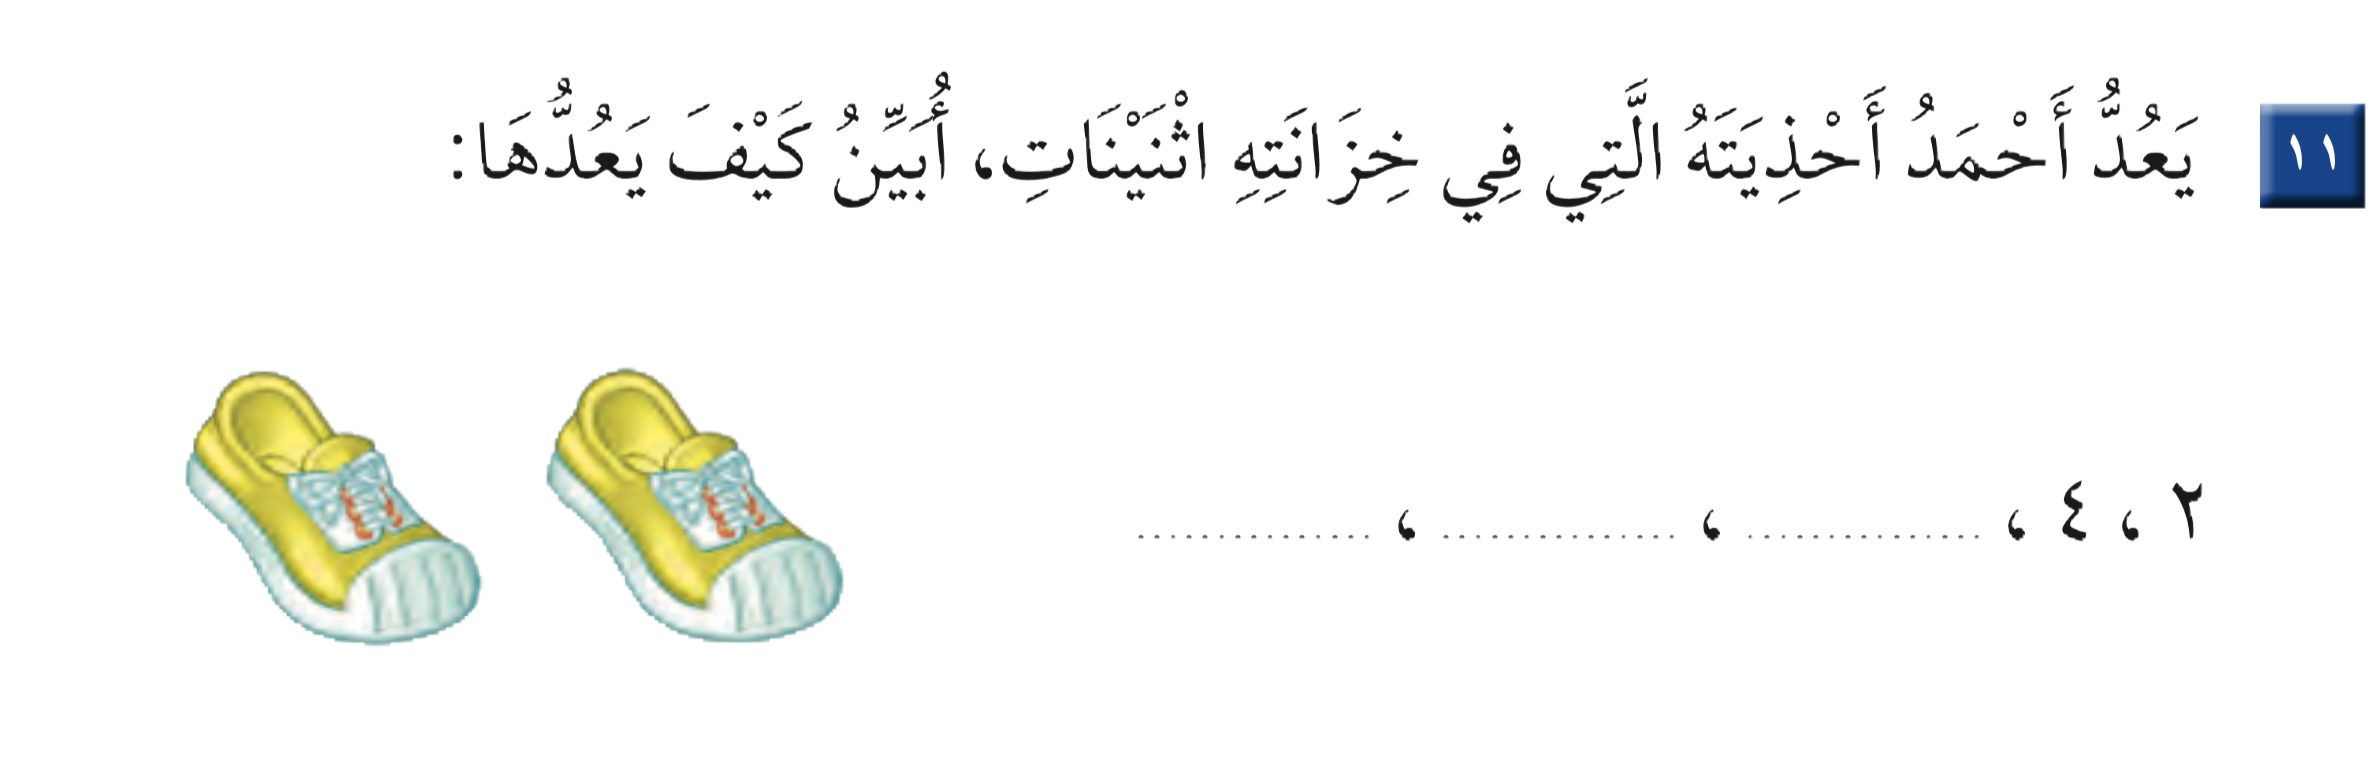 ١١ يَعُدُّ أَحْمَدُ أَحْذِيَتَهُ الَّتِي فِي خِزَانَتِهِ اثْنَيْنَاتِ، أُبَيِّنُ كَيْفَ يَعُدُّهَا:
٢ ، ٤ ، .................... ، .................... ، ....................